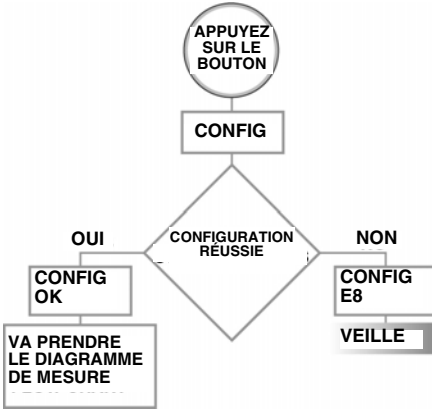 APPUYEZ
SUR LE
BOUTON
CONFIG
CONFIGURATION
RÉUSSIE
OUI
NON
CONFIG
OK
CONFIG
E8
VA PRENDRE
LE DIAGRAMME
DE MESURE
VEILLE